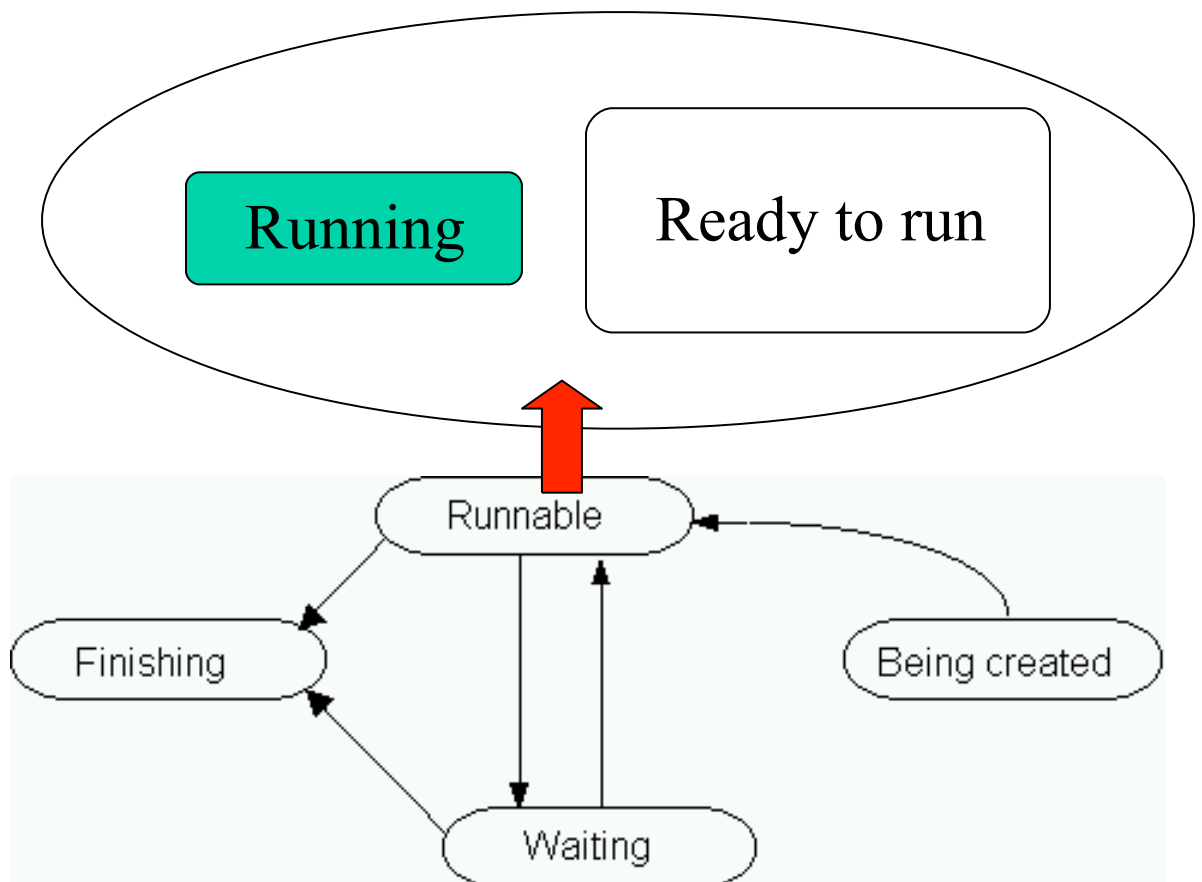 Running
Ready to run
Runnable
Finishing
Being created
Waiting